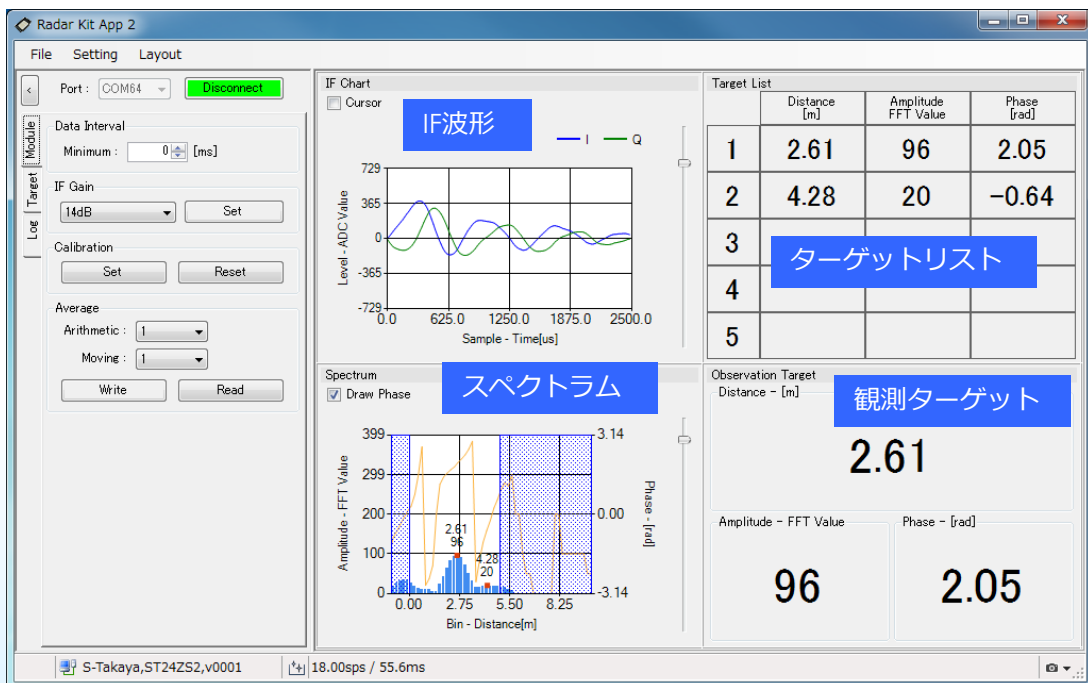 Radar Kit App 2
File Setting Layout
Port : COM64 Disconnect
Module
Target
Log
Data Interval
Minimum : 0 [ms]
IF Gain
14dB Set
Calibration
Set Reset
Average
Arithmetic : 1
Moving : 1
Write Read
IF Chart
Cursor
IF波形
I Q
Level - ADC Value
729
365
0
-365
-729
0.0 625.0 1250.0 1875.0 2500.0
Sample - Time[us]
Spectrum
スペクトラム
Draw Phase
Amplitude - FFT Value
399
299
200
100
0
3.14
0.00
-3.14
Phase - [rad]
2.61
96
4.28
20
0.00 2.75 5.50 8.25
Bin - Distance[m]
Target List
Distance [m] Amplitude FFT Value Phase [rad]
1 2.61 96 2.05
2 4.28 20 -0.64
3
ターゲットリスト
4
5
Observation Target
観測ターゲット
Distance - [m]
2.61
Amplitude - FFT Value
96
Phase - [rad]
2.05
S-Takaya,ST24ZS2,v0001 18.00sps / 55.6ms